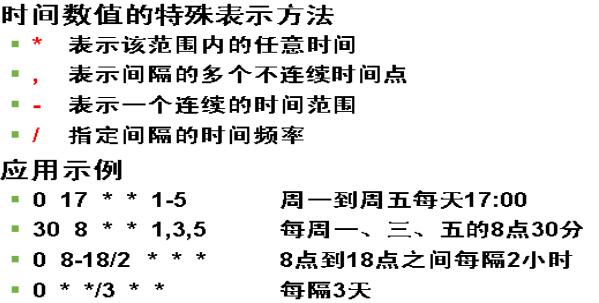 时间数值的特殊表示方法
* 表示该范围内的任意时间
, 表示间隔的多个不连续时间点
- 表示一个连续的时间范围
/ 指定间隔的时间频率
应用示例
0 17 * * 1-5 周一到周五每天17:00
30 8 * * 1,3,5 每周一、三、五的8点30分
0 8-18/2 * * * 8点到18点之间每隔2小时
0 * */3 * * 每隔3天